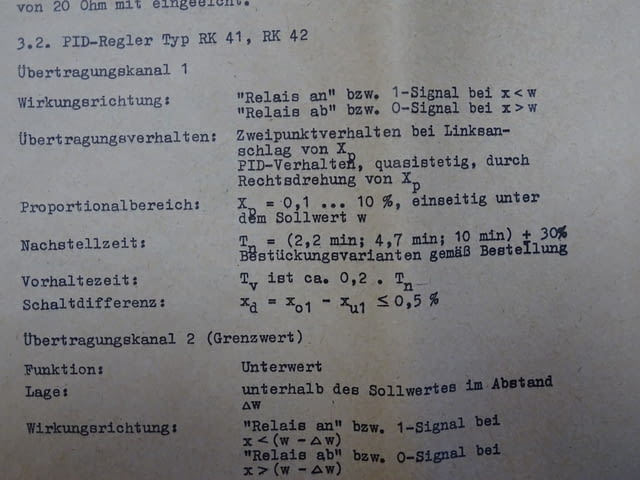 von 20 Ohm mit eingeeicht.
3.2. PID-Regler Typ RK 41, RK 42
Übertragungskanal 1
Wirkungsrichtung: "Relais an" bzw. 1-Signal bei x < w
"Relais ab" bzw. 0-Signal bei x > w
Übertragungsverhalten: Zweipunktverhalten bei Linksan-
schlag von Xp
PID-Verhalten, quasistetig, durch
Rechtsdrehung von Xp
Proportionalbereich: Xp = 0,1 ... 10 %, einseitig unter
dem Sollwert w
Nachstellzeit: Tn = (2,2 min; 4,7 min; 10 min) ± 30%
Bestückungsvarianten gemäß Bestellung
Vorhaltezeit: Tv ist ca. 0,2 . Tn
Schaltdifferenz: xd = xo1 - xu1 ≤ 0,5 %
Übertragungskanal 2 (Grenzwert)
Funktion: Unterwert
Lage: unterhalb des Sollwertes im Abstand
Δw
Wirkungsrichtung: "Relais an" bzw. 1-Signal bei
x < (w - Δw)
"Relais ab" bzw. 0-Signal bei
x > (w - Δw)